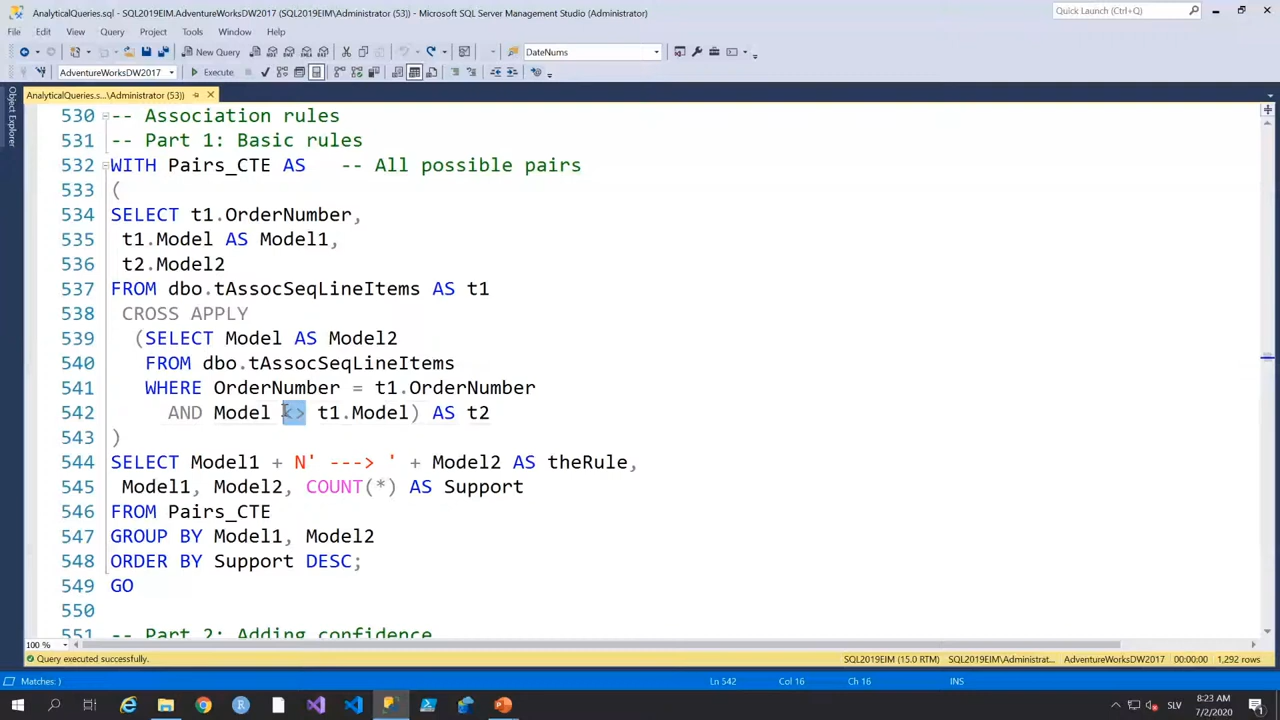 AnalyticalQueries.sql - SQL2019EIM.AdventureWorksDW2017 (SQL2019EIM\Administrator (53)) - Microsoft SQL Server Management Studio (Administrator)
Quick Launch (Ctrl+Q)
File Edit View Query Project Tools Window Help
New Query DateNums
AdventureWorksDW2017 Execute
AnalyticalQueries.s...\Administrator (53))
Object Explorer
530 -- Association rules
531 -- Part 1: Basic rules
532 WITH Pairs_CTE AS -- All possible pairs
533 (
534 SELECT t1.OrderNumber,
535 t1.Model AS Model1,
536 t2.Model2
537 FROM dbo.tAssocSeqLineItems AS t1
538 CROSS APPLY
539 (SELECT Model AS Model2
540 FROM dbo.tAssocSeqLineItems
541 WHERE OrderNumber = t1.OrderNumber
542 AND Model <> t1.Model) AS t2
543 )
544 SELECT Model1 + N' ---> ' + Model2 AS theRule,
545 Model1, Model2, COUNT(*) AS Support
546 FROM Pairs_CTE
547 GROUP BY Model1, Model2
548 ORDER BY Support DESC;
549 GO
550
551 -- Part 2: Adding confidence
100 %
Query executed successfully. SQL2019EIM (15.0 RTM) SQL2019EIM\Administrat... AdventureWorksDW2017 00:00:00 1,292 rows
Matches: ) Ln 542 Col 16 Ch 16 INS
SLV 8:23 AM
7/2/2020